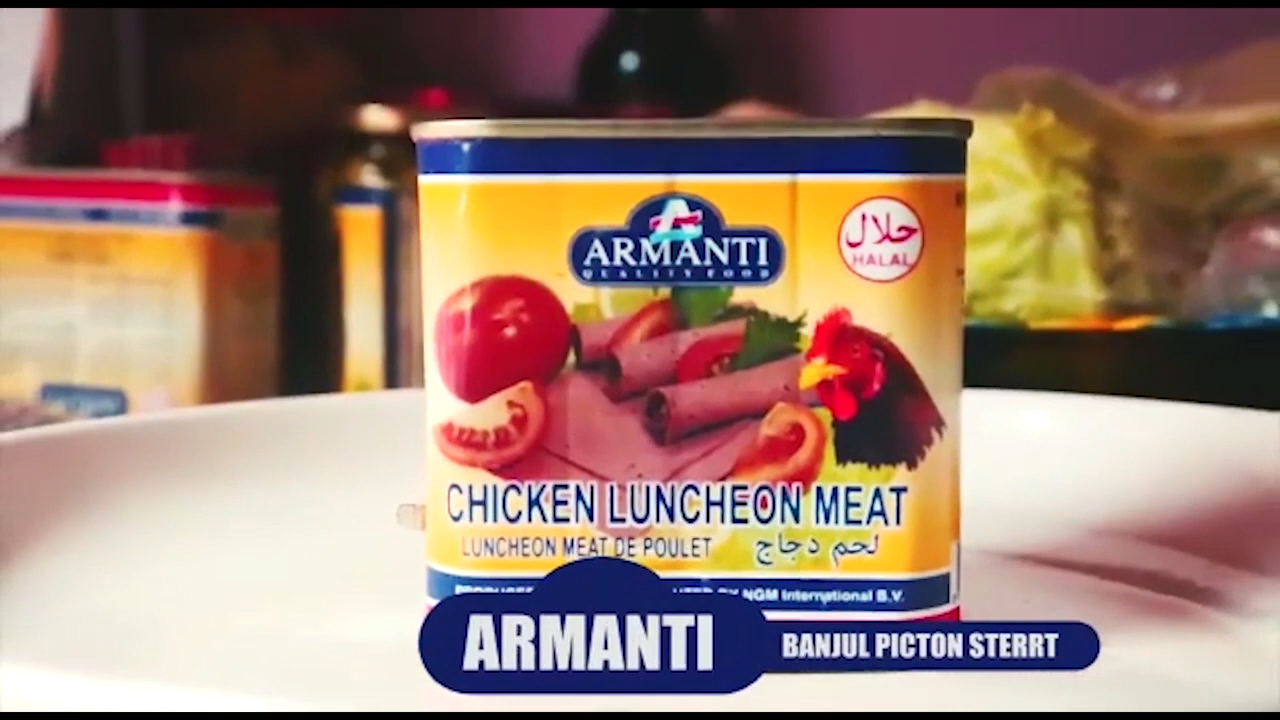 ARMANTI
QUALITY FOOD
حلال
HALAL
CHICKEN LUNCHEON MEAT
LUNCHEON MEAT DE POULET
لحم دجاج
BY NGM International B.V.
ARMANTI
BANJUL PICTON STERRT